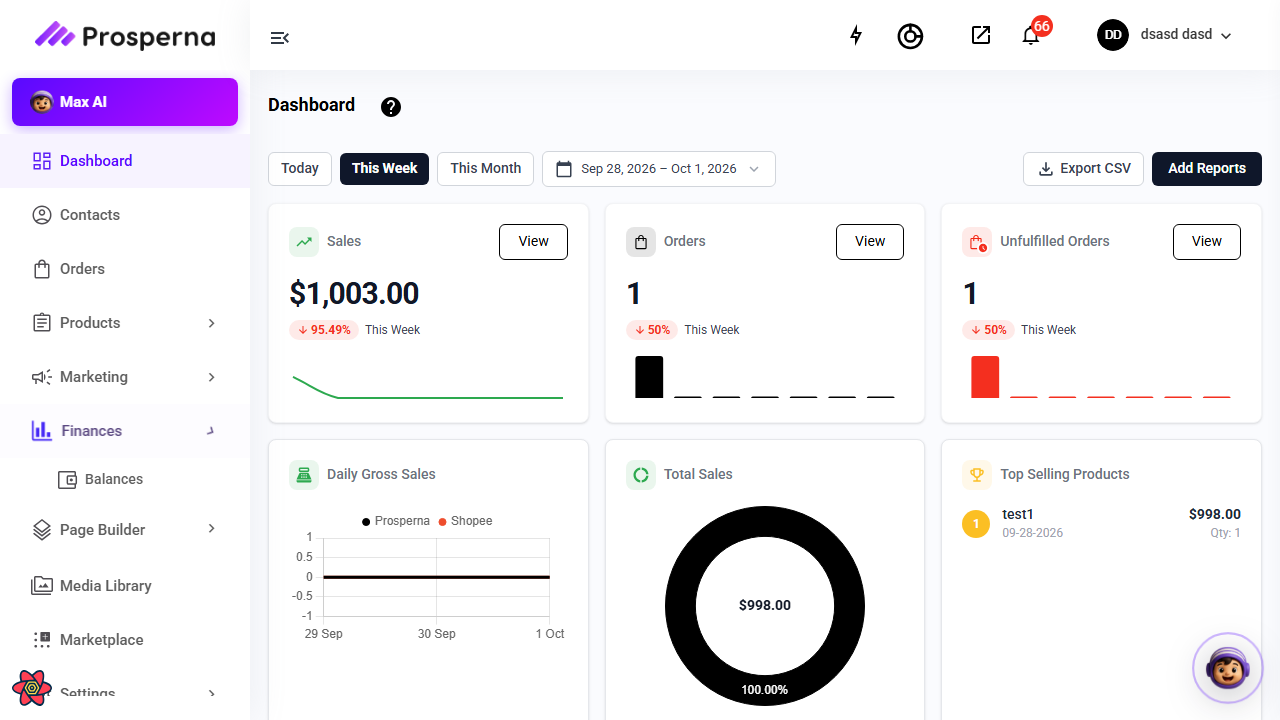 Prosperna
66
DD
dsasd dasd
Max AI
Dashboard
Contacts
Orders
Products
Marketing
Finances
Balances
Page Builder
Media Library
Marketplace
Settings
Dashboard
?
Today
This Week
This Month
Sep 28, 2026 – Oct 1, 2026
Export CSV
Add Reports
Sales
View
$1,003.00
95.49%
This Week
Orders
View
1
50%
This Week
Unfulfilled Orders
View
1
50%
This Week
Daily Gross Sales
Prosperna
Shopee
1
0.5
0
-0.5
-1
29 Sep
30 Sep
1 Oct
Total Sales
$998.00
100.00%
Top Selling Products
1
test1
$998.00
09-28-2026
Qty: 1